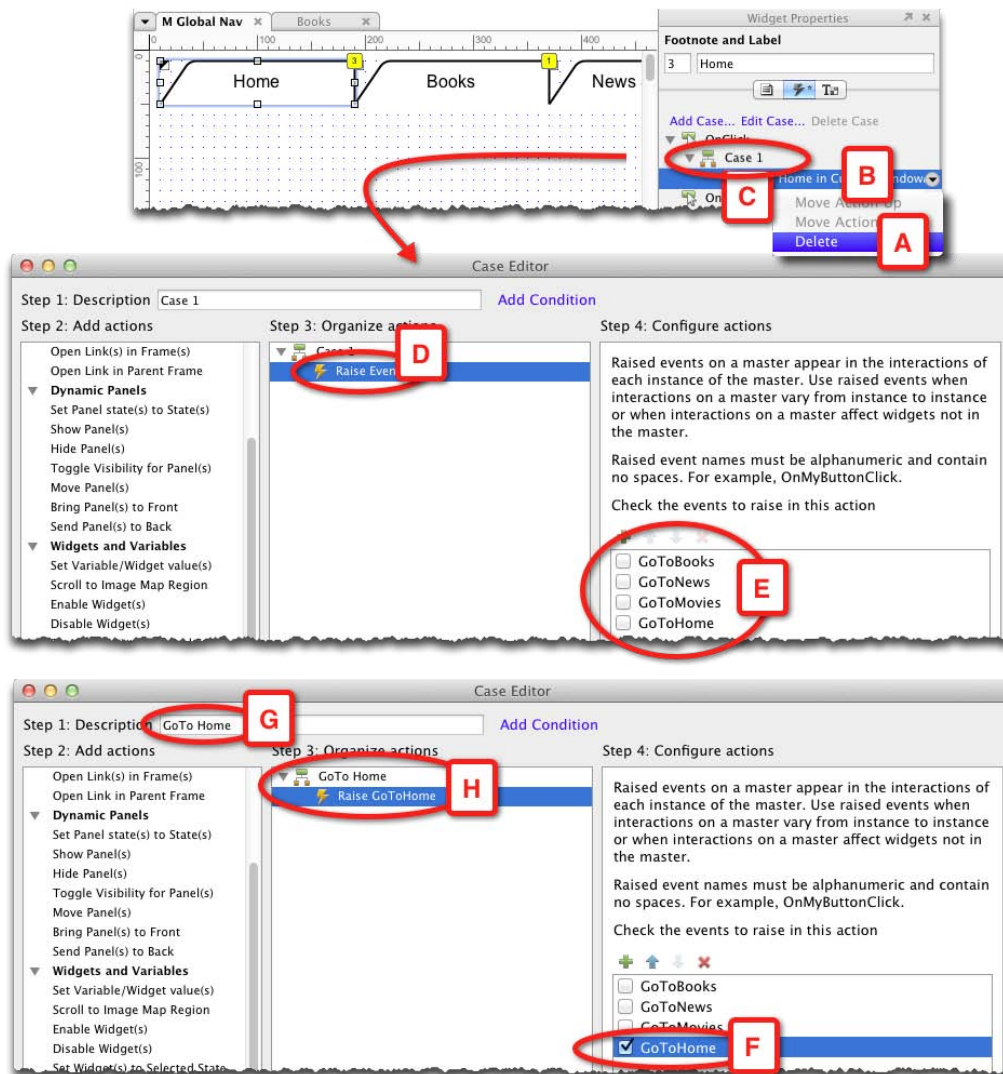 M Global Nav
Books
0
100
200
300
400
0
100
Home
3
Books
1
News
Widget Properties
Footnote and Label
3
Home
Add Case... Edit Case... Delete Case
OnClick
Case 1
Home in
B
C
Move Action Up
Move Action
Delete
A
Case Editor
Step 1: Description
Case 1
Add Condition
Step 2: Add actions
Open Link(s) in Frame(s)
Open Link in Parent Frame
Dynamic Panels
Set Panel state(s) to State(s)
Show Panel(s)
Hide Panel(s)
Toggle Visibility for Panel(s)
Move Panel(s)
Bring Panel(s) to Front
Send Panel(s) to Back
Widgets and Variables
Set Variable/Widget value(s)
Scroll to Image Map Region
Enable Widget(s)
Disable Widget(s)
Step 3: Organize actions
Case 1
Raise Even
D
Step 4: Configure actions
Raised events on a master appear in the interactions of
each instance of the master. Use raised events when
interactions on a master vary from instance to instance
or when interactions on a master affect widgets not in
the master.
Raised event names must be alphanumeric and contain
no spaces. For example, OnMyButtonClick.
Check the events to raise in this action
GoToBooks
GoToNews
GoToMovies
GoToHome
E
Case Editor
Step 1: Description
GoTo Home
G
Add Condition
Step 2: Add actions
Open Link(s) in Frame(s)
Open Link in Parent Frame
Dynamic Panels
Set Panel state(s) to State(s)
Show Panel(s)
Hide Panel(s)
Toggle Visibility for Panel(s)
Move Panel(s)
Bring Panel(s) to Front
Send Panel(s) to Back
Widgets and Variables
Set Variable/Widget value(s)
Scroll to Image Map Region
Enable Widget(s)
Disable Widget(s)
Set Widget(s) to Selected State
Step 3: Organize actions
GoTo Home
Raise GoToHome
H
Step 4: Configure actions
Raised events on a master appear in the interactions of
each instance of the master. Use raised events when
interactions on a master vary from instance to instance
or when interactions on a master affect widgets not in
the master.
Raised event names must be alphanumeric and contain
no spaces. For example, OnMyButtonClick.
Check the events to raise in this action
GoToBooks
GoToNews
GoToMovies
GoToHome
F